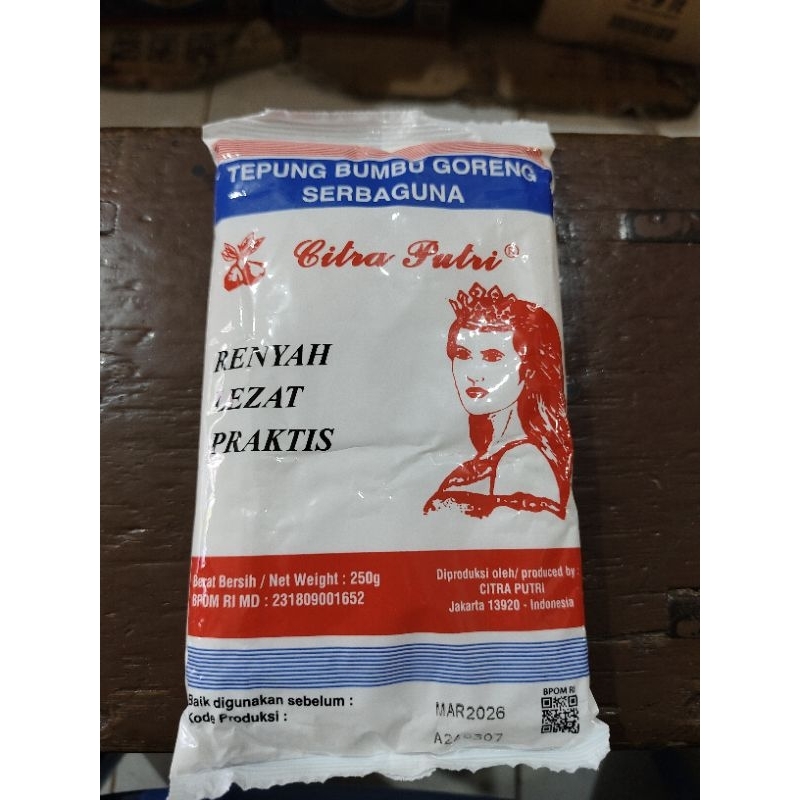 TEPUNG BUMBU GORENG
SERBAGUNA
Citra Putri®
RENYAH
LEZAT
PRAKTIS
Berat Bersih / Net Weight : 250g
BPOM RI MD : 231809001652
Diproduksi oleh/ produced by :
CITRA PUTRI
Jakarta 13920 - Indonesia
Baik digunakan sebelum :
MAR2026
Kode Produksi :
BPOM RI